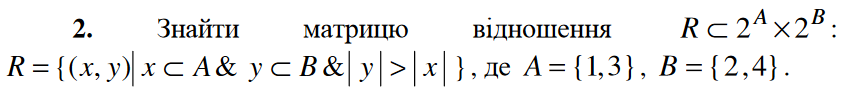 2. Знайти матрицю відношення R ⊂ 2^A × 2^B :
R = {(x, y)| x ⊂ A & y ⊂ B &| y |>| x | } , де A = {1,3} , B = {2,4} .